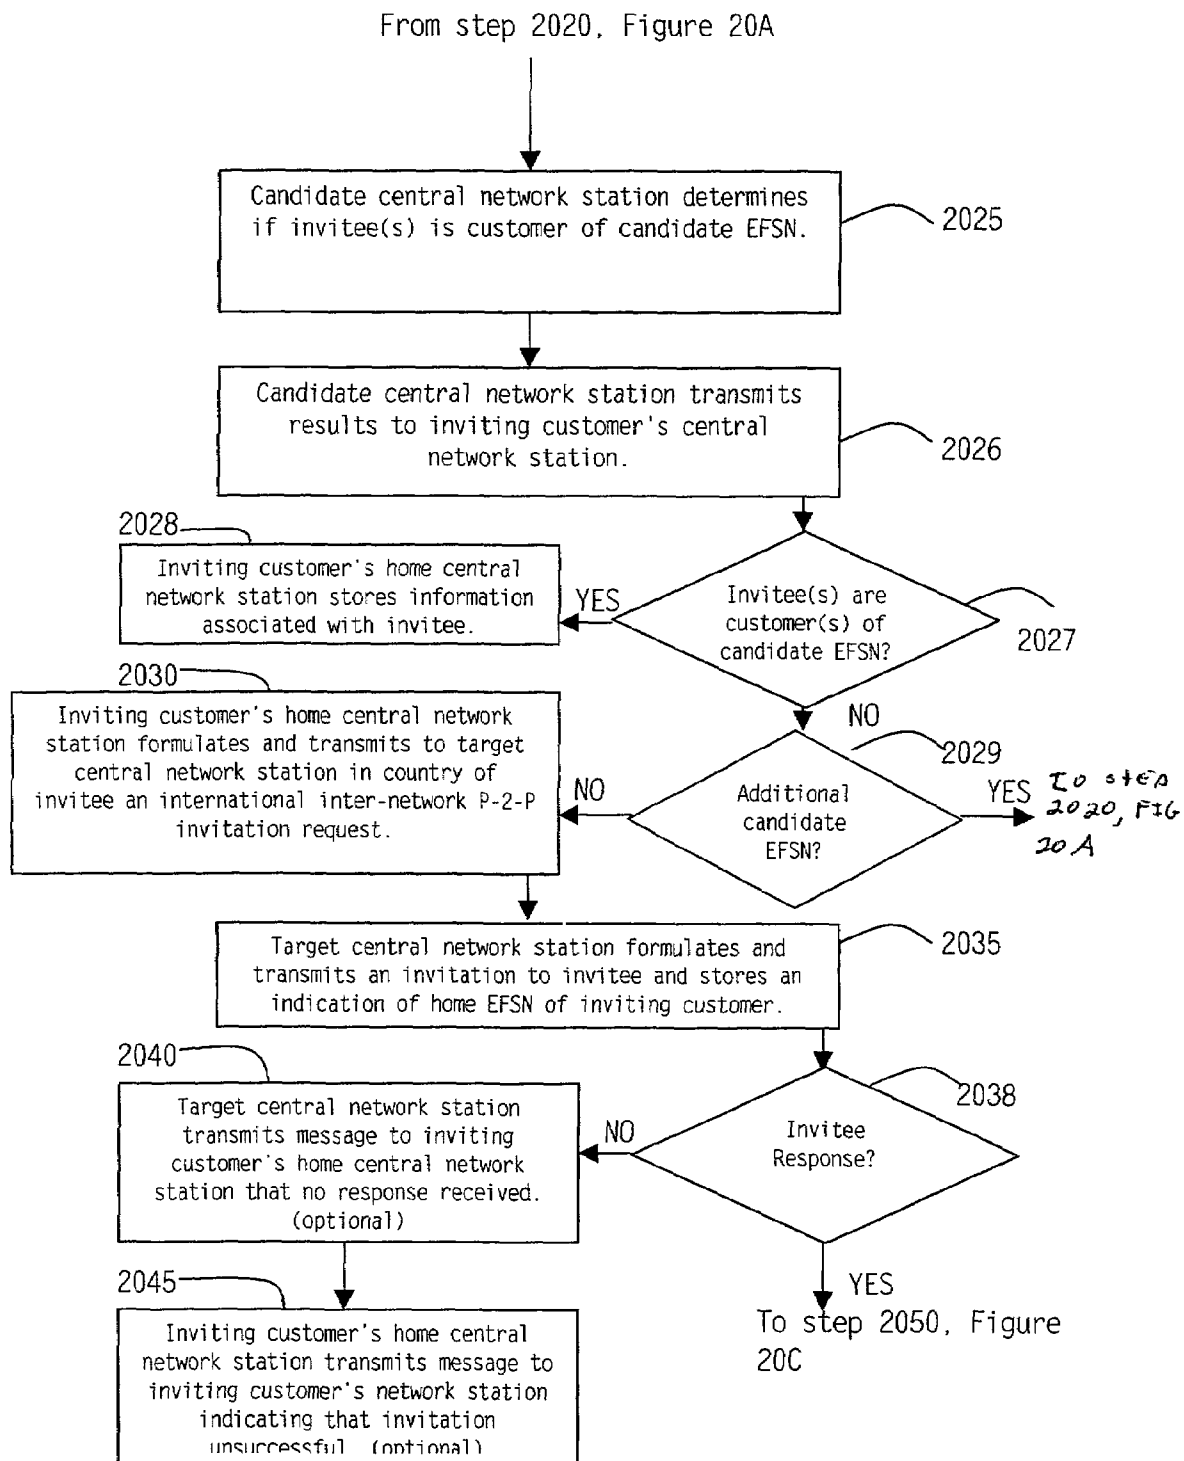 From step 2020, Figure 20A
Candidate central network station determines
if invitee(s) is customer of candidate EFSN.
2025
Candidate central network station transmits
results to inviting customer's central
network station.
2026
2028
Inviting customer's home central
network station stores information
associated with invitee.
YES
Invitee(s) are
customer(s) of
candidate EFSN?
2027
NO
2030
Inviting customer's home central network
station formulates and transmits to target
central network station in country of
invitee an international inter-network P-2-P
invitation request.
NO
Additional
candidate
EFSN?
2029
YES
TO STEP
2020, FIG
20A
Target central network station formulates and
transmits an invitation to invitee and stores an
indication of home EFSN of inviting customer.
2035
2040
Target central network station
transmits message to inviting
customer's home central network
station that no response received.
(optional)
NO
Invitee
Response?
2038
YES
To step 2050, Figure
20C
2045
Inviting customer's home central
network station transmits message to
inviting customer's network station
indicating that invitation
unsuccessful (optional)